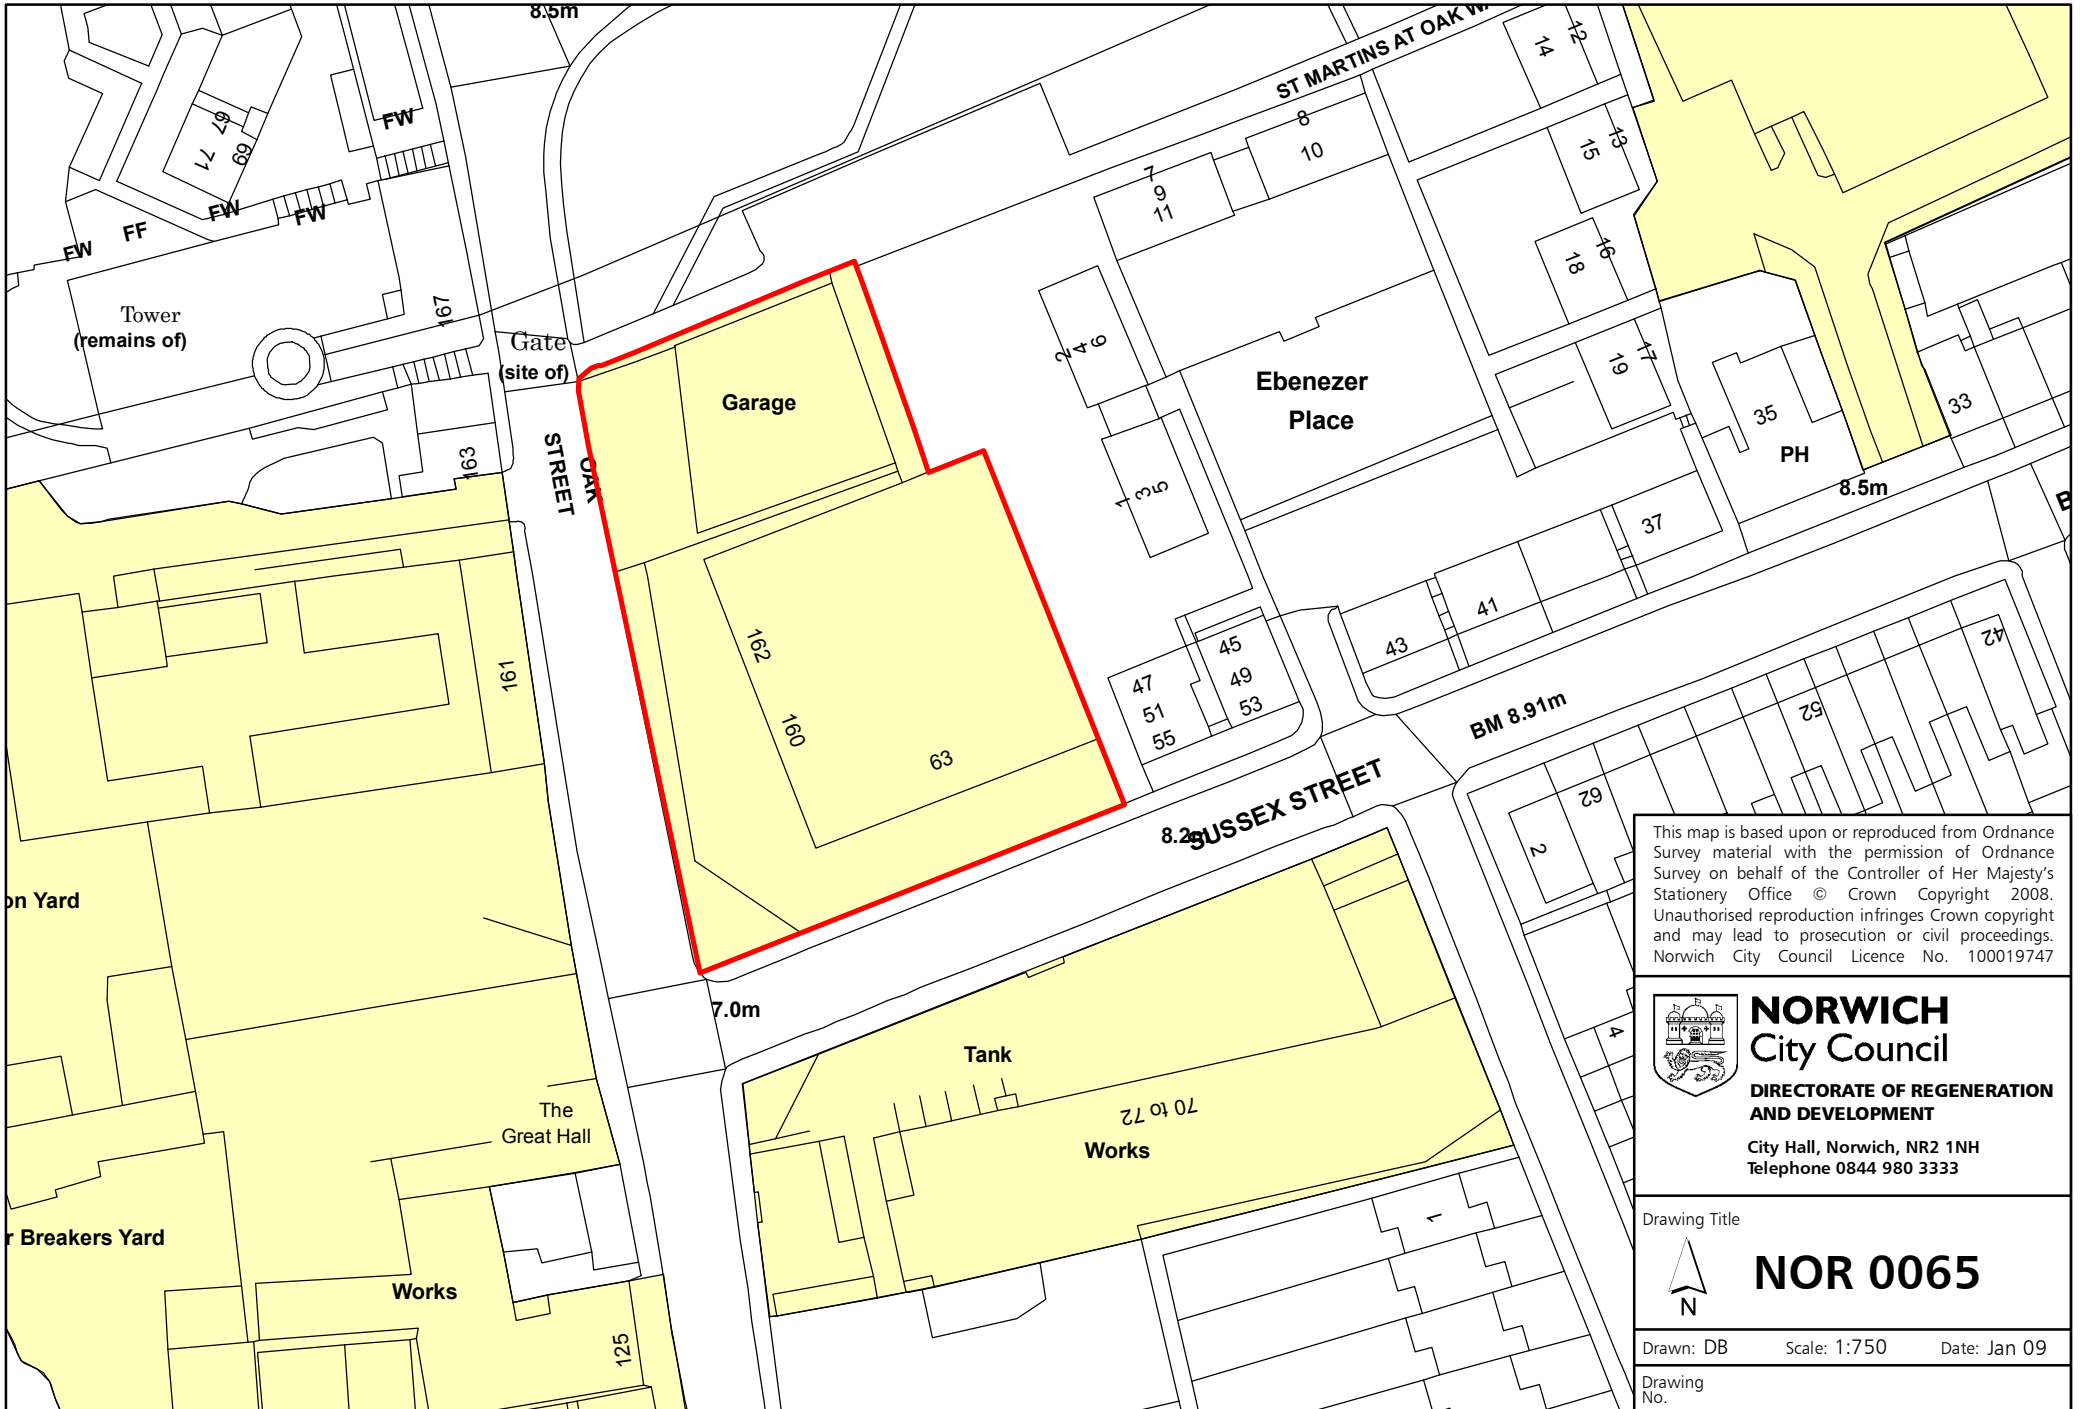 8.5m
ST MARTINS AT OAK
12
14
FW
67
71
69
8
10
13
15
7
9
11
FW
FW
FF
FW
16
18
Tower
(remains of)
167
Gate
(site of)
2
4
6
17
19
Ebenezer
Place
Garage
35
33
PH
8.5m
OAK
STREET
163
1
3
5
37
41
43
42
45
49
53
47
51
55
162
160
63
161
BM 8.91m
52
62
2
SUSSEX STREET
8.2m
on Yard
7.0m
Tank
70 to 72
Works
The
Great Hall
4
r Breakers Yard
Works
1
125
This map is based upon or reproduced from Ordnance
Survey material with the permission of Ordnance
Survey on behalf of the Controller of Her Majesty's
Stationery Office © Crown Copyright 2008.
Unauthorised reproduction infringes Crown copyright
and may lead to prosecution or civil proceedings.
Norwich City Council Licence No. 100019747
NORWICH
City Council
DIRECTORATE OF REGENERATION
AND DEVELOPMENT
City Hall, Norwich, NR2 1NH
Telephone 0844 980 3333
Drawing Title
N
NOR 0065
Drawn: DB Scale: 1:750 Date: Jan 09
Drawing
No.